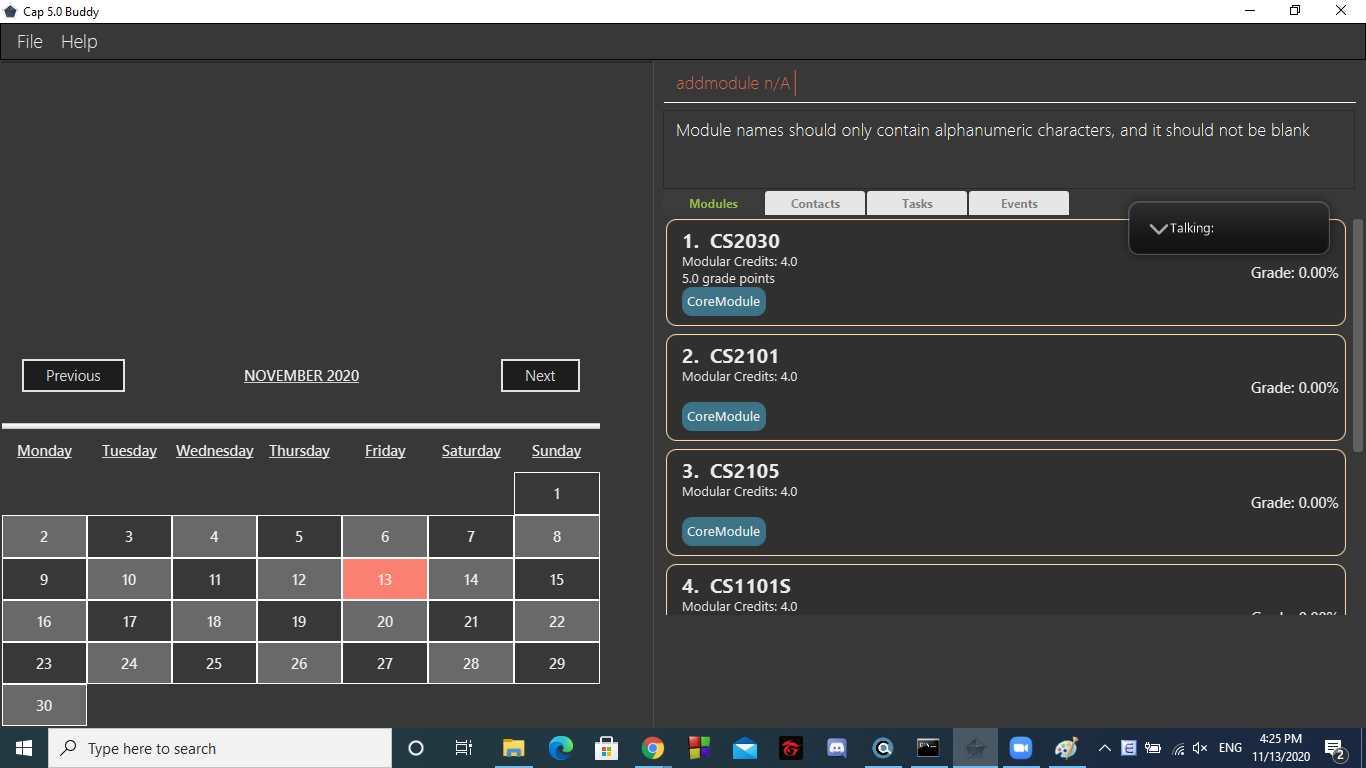 Cap 5.0 Buddy
File Help
addmodule n/A
Module names should only contain alphanumeric characters, and it should not be blank
Modules Contacts Tasks Events
Talking:
1. CS2030
Modular Credits: 4.0
5.0 grade points
Grade: 0.00%
CoreModule
2. CS2101
Modular Credits: 4.0
Grade: 0.00%
CoreModule
3. CS2105
Modular Credits: 4.0
Grade: 0.00%
CoreModule
4. CS1101S
Modular Credits: 4.0
Previous NOVEMBER 2020 Next
Monday Tuesday Wednesday Thursday Friday Saturday Sunday
1
2 3 4 5 6 7 8
9 10 11 12 13 14 15
16 17 18 19 20 21 22
23 24 25 26 27 28 29
30
Type here to search
ENG
4:25 PM
11/13/2020
2